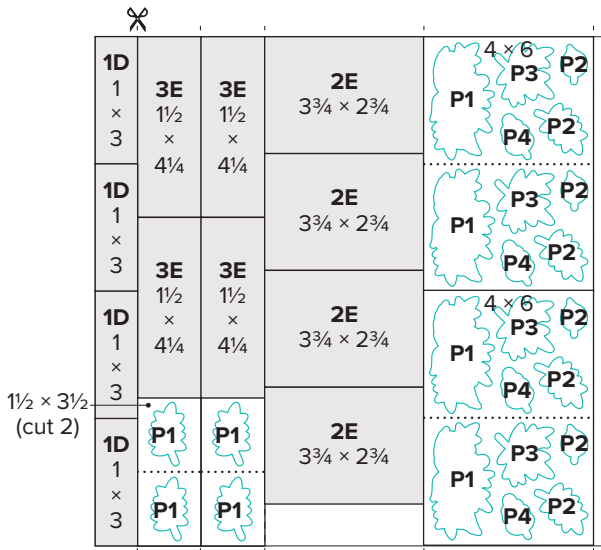 1D
1
×
3
1D
1
×
3
1D
1
×
3
1D
1
×
3
3E
1½
×
4¼
3E
1½
×
4¼
3E
1½
×
4¼
3E
1½
×
4¼
1½ × 3½
(cut 2)
P1
P1
P1
P1
2E
3¾ × 2¾
2E
3¾ × 2¾
2E
3¾ × 2¾
2E
3¾ × 2¾
4 × 6
P1
P3
P2
P4
P2
P1
P3
P2
P4
P2
4 × 6
P1
P3
P2
P4
P2
P1
P3
P2
P4
P2